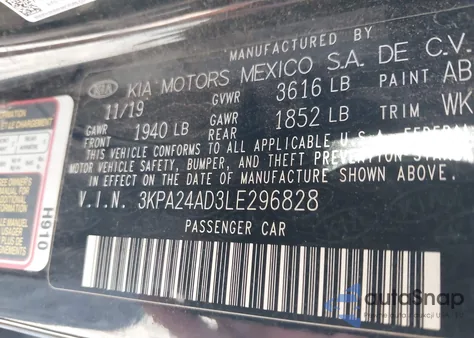 MANUFACTURED BY
KIA KIA MOTORS MEXICO S.A. DE C.V.
11/19 GVWR 3616 LB PAINT AB
GAWR FRONT 1940 LB GAWR REAR 1852 LB TRIM WK
THIS VEHICLE CONFORMS TO ALL APPLICABLE U.S.A. FEDERAL
MOTOR VEHICLE SAFETY, BUMPER, AND THEFT PREVENTION
IN EFFECT ON THE DATE OF MANUFACTURE SHOWN ABOVE.
V.I.N. 3KPA24AD3LE296828
PASSENGER CAR
H910
autoSnap